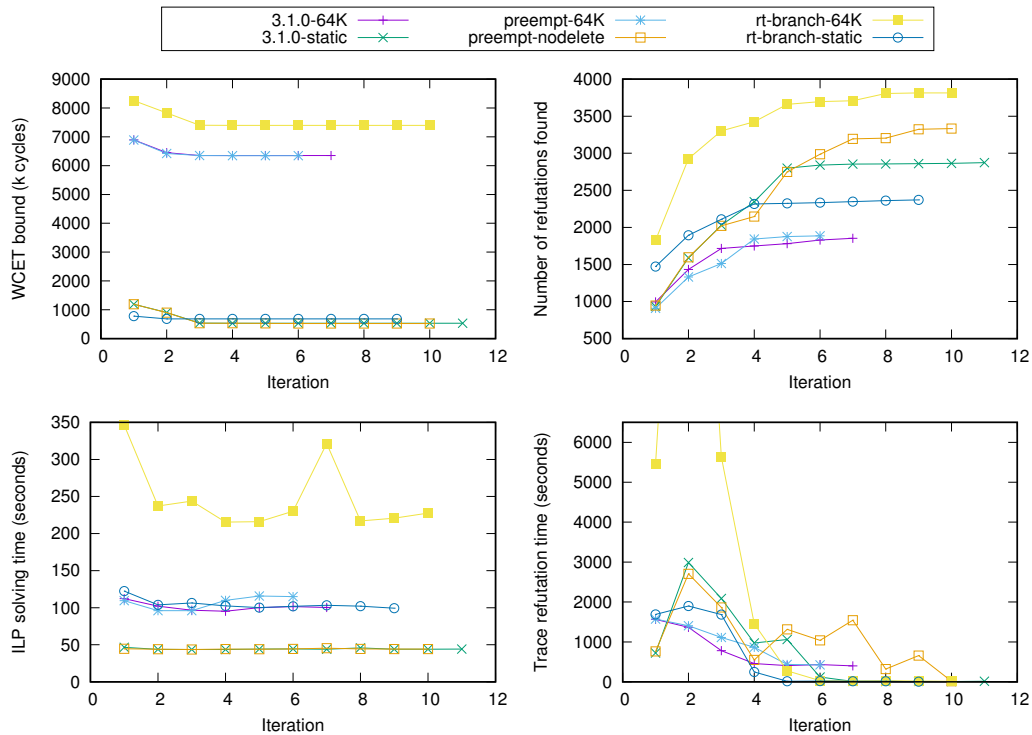 3.1.0-64K preempt-64K rt-branch-64K
3.1.0-static preempt-nodelete rt-branch-static
WCET bound (k cycles)
9000
8000
7000
6000
5000
4000
3000
2000
1000
0
0 2 4 6 8 10 12
Iteration
Number of refutations found
4000
3500
3000
2500
2000
1500
1000
500
0 2 4 6 8 10 12
Iteration
ILP solving time (seconds)
350
300
250
200
150
100
50
0
0 2 4 6 8 10 12
Iteration
Trace refutation time (seconds)
6000
5000
4000
3000
2000
1000
0
0 2 4 6 8 10 12
Iteration